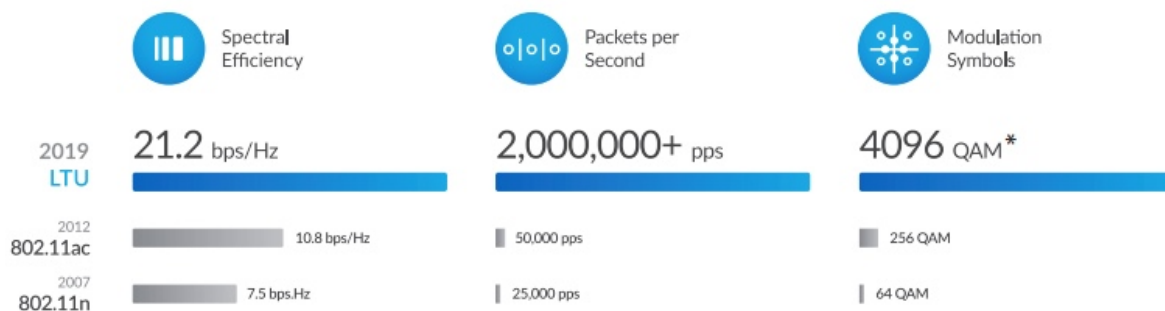 Spectral
Efficiency
Packets per
Second
Modulation
Symbols
2019
LTU
21.2 bps/Hz
2,000,000+ pps
4096 QAM*
2012
802.11ac
10.8 bps/Hz
50,000 pps
256 QAM
2007
802.11n
7.5 bps.Hz
25,000 pps
64 QAM